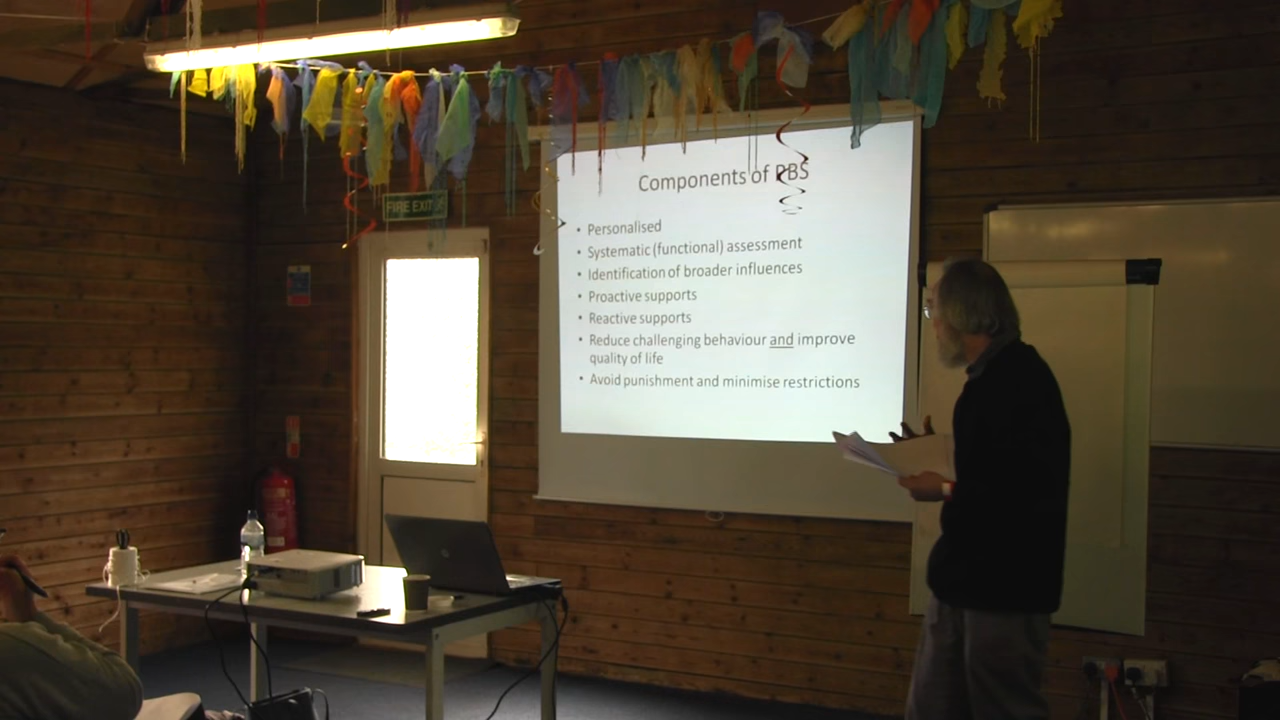 Components of PBS
• Personalised
• Systematic (functional) assessment
• Identification of broader influences
• Proactive supports
• Reactive supports
• Reduce challenging behaviour and improve
quality of life
• Avoid punishment and minimise restrictions
FIRE EXIT